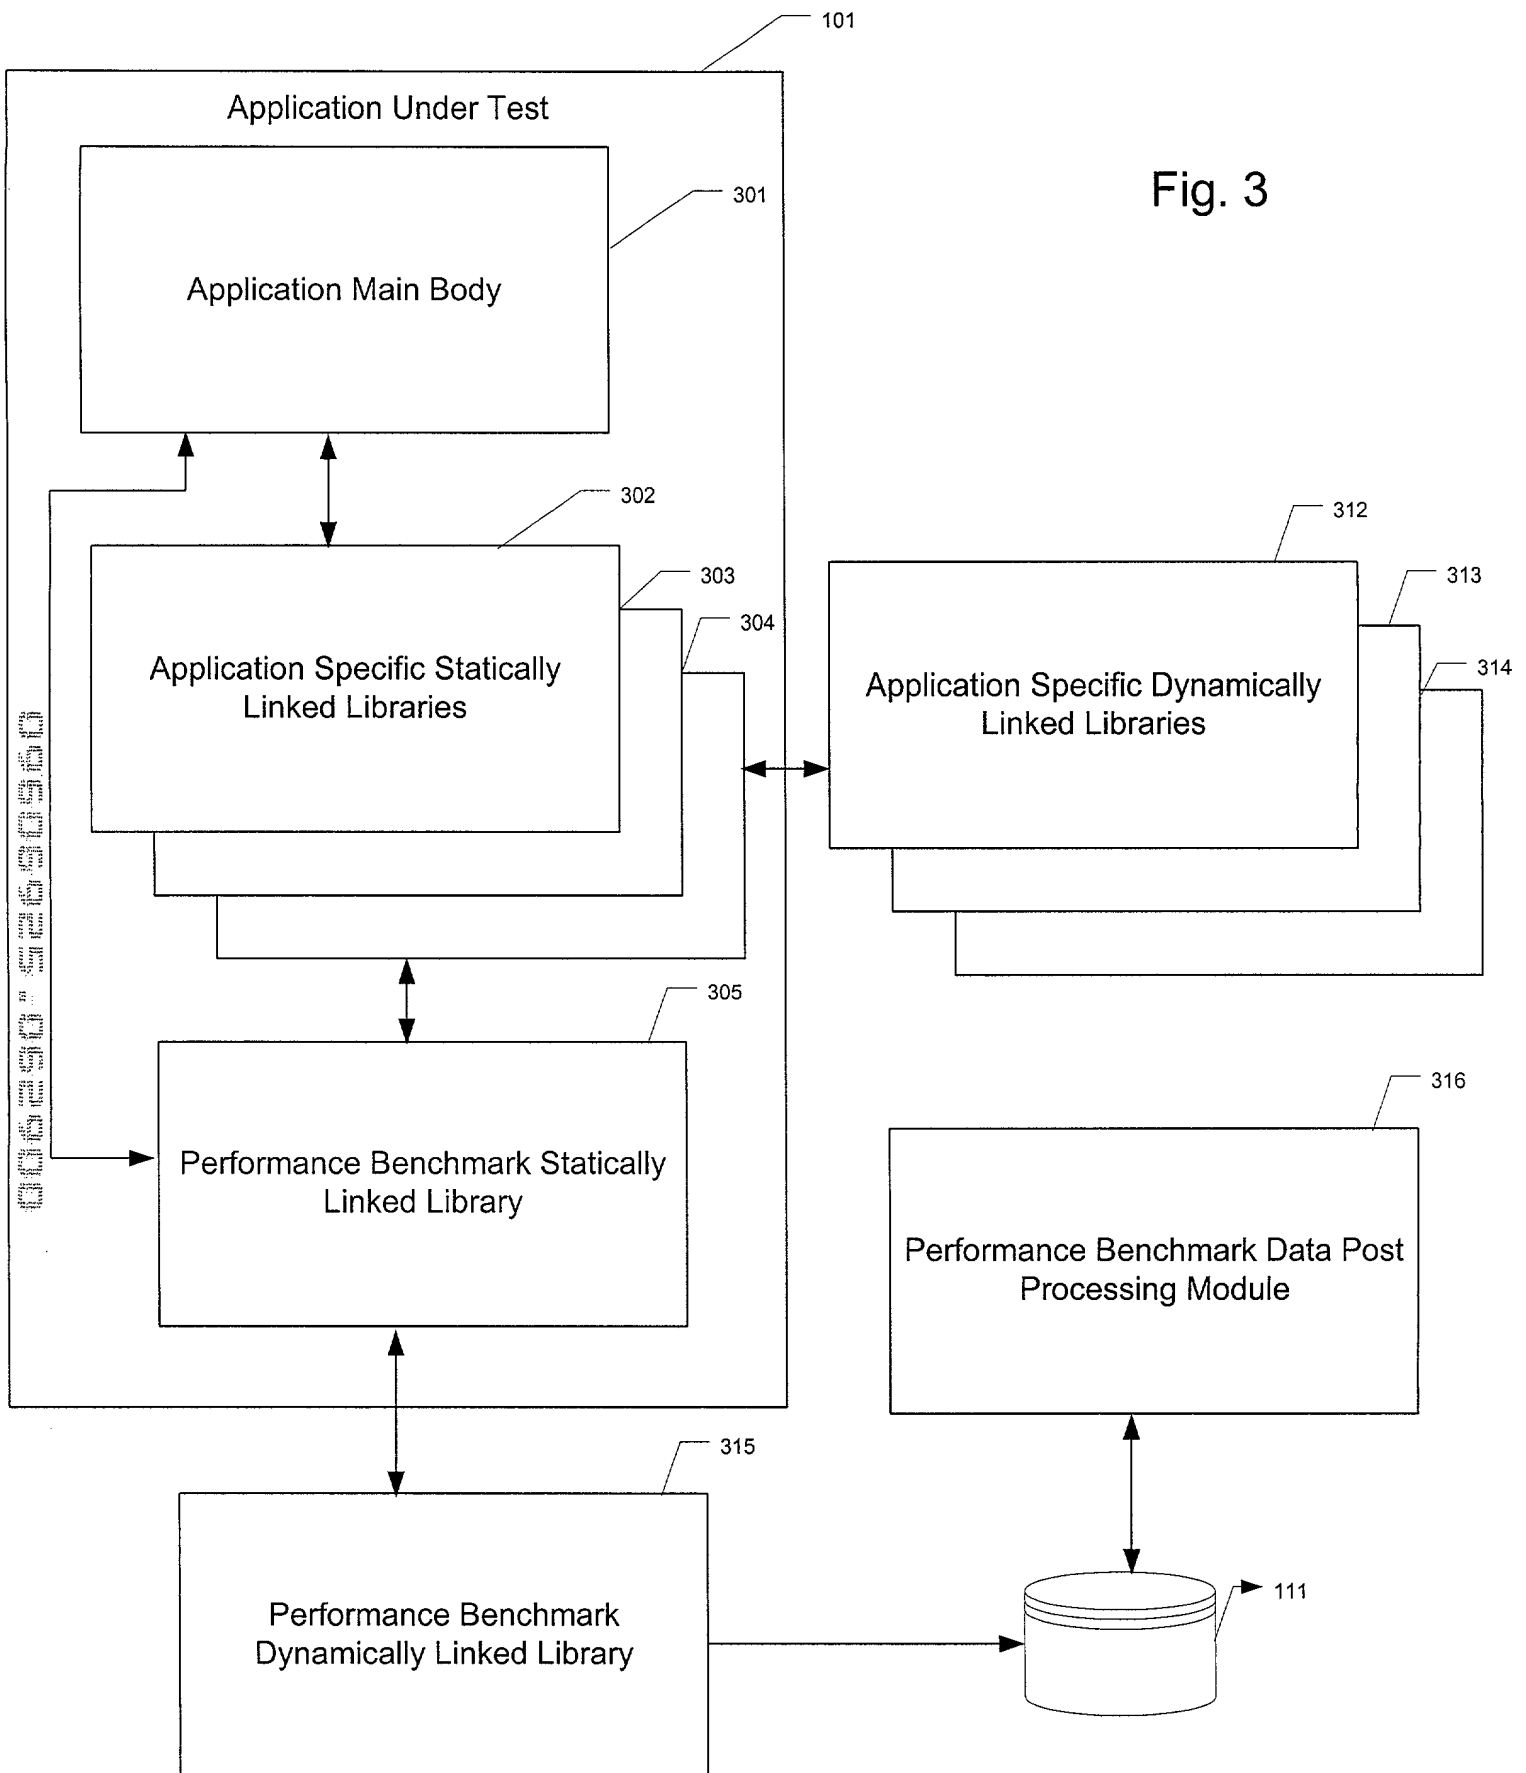 101
Application Under Test
Fig. 3
301
Application Main Body
302
312
303
313
304
314
Application Specific Statically
Linked Libraries
Application Specific Dynamically
Linked Libraries
305
316
Performance Benchmark Statically
Linked Library
Performance Benchmark Data Post
Processing Module
315
111
Performance Benchmark
Dynamically Linked Library